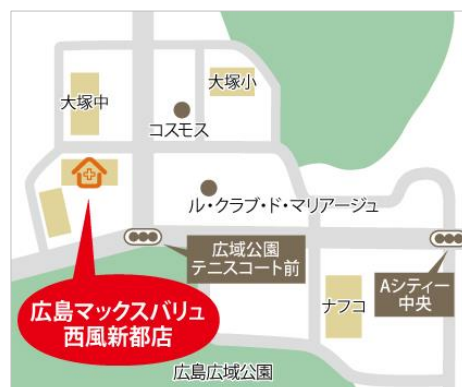 大塚中
大塚小
コスモス
ル・クラブ・ド・マリアージュ
広域公園
テニスコート前
Aシティー
中央
広島マックスバリュ
西風新都店
ナフコ
広島広域公園